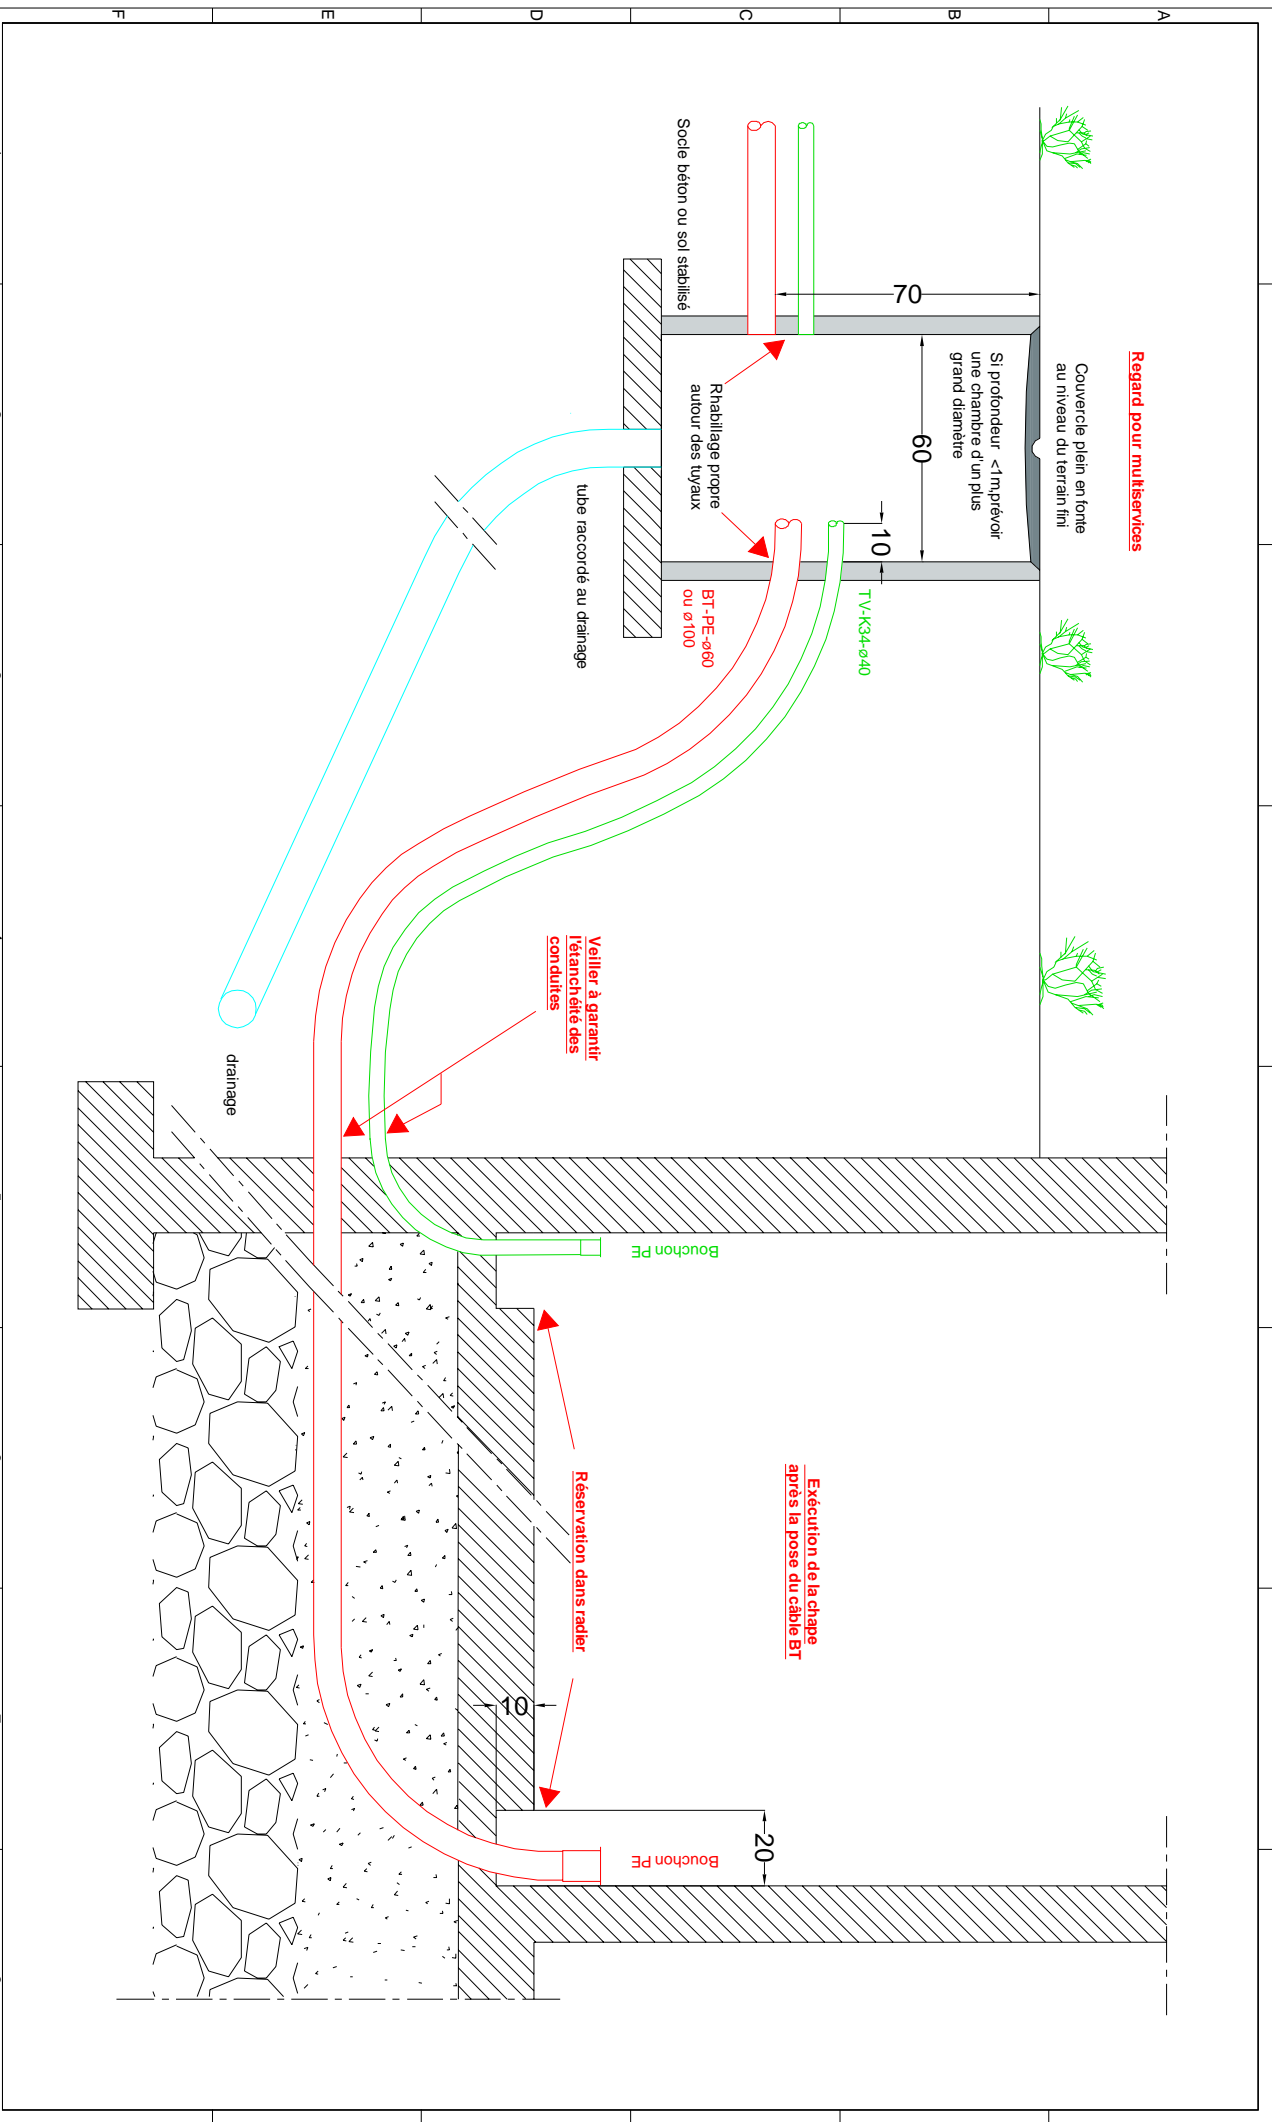 A
B
C
D
E
F
Regard pour multiservices
Couvercle plein en fonte
au niveau du terrain fini
Si profondeur <1m,prévoir
une chambre d'un plus
grand diamètre
70
60
10
Rhabillage propre
autour des tuyaux
Socle béton ou sol stabilisé
TV-K34-ø40
BT-PE-ø60
ou ø100
tube raccordé au drainage
Veiller à garantir
l'étanchéité des
conduites
drainage
Bouchon PE
Exécution de la chape
après la pose du câble BT
Réservation dans radier
10
20
Bouchon PE